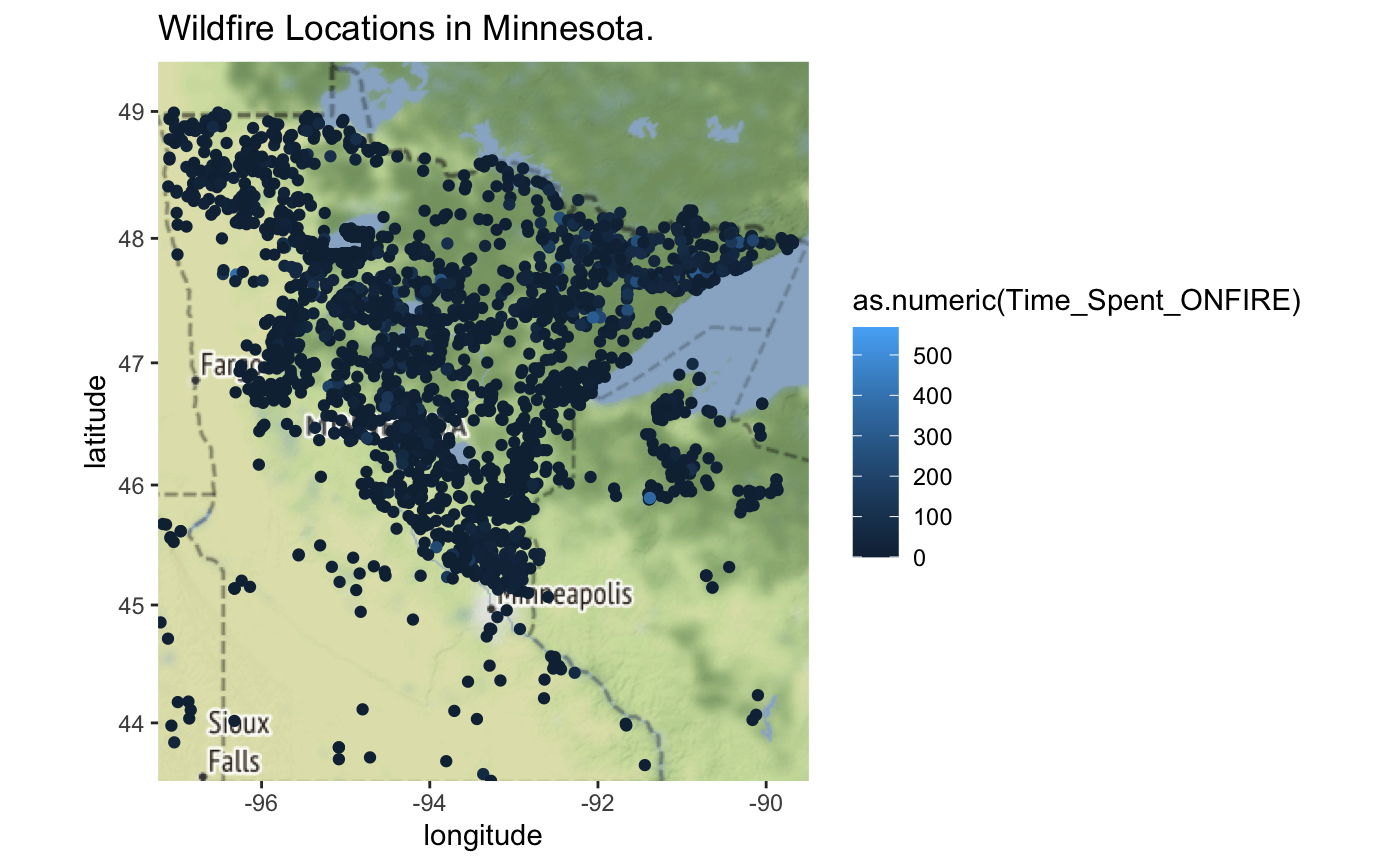 Wildfire Locations in Minnesota.
49
48
47
46
45
44
latitude
-96
-94
-92
-90
longitude
Fargo
Minneapolis
Sioux
Falls
as.numeric(Time_Spent_ONFIRE)
500
400
300
200
100
0